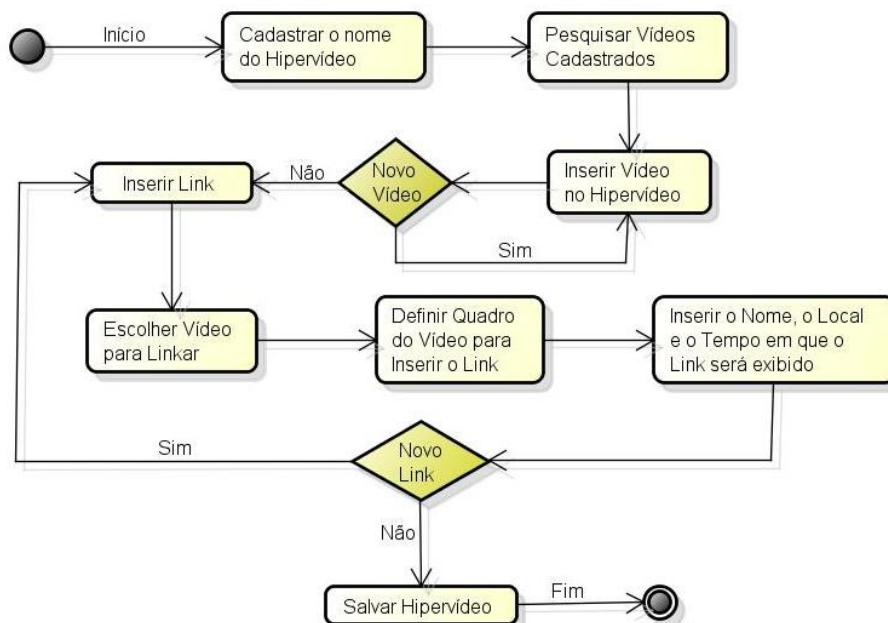 Início
Cadastrar o nome
do Hipervídeo
Pesquisar Vídeos
Cadastrados
Inserir Vídeo
no Hipervídeo
Novo
Vídeo
Sim
Não
Inserir Link
Escolher Vídeo
para Linkar
Definir Quadro
do Vídeo para
Inserir o Link
Inserir o Nome, o Local
e o Tempo em que o
Link será exibido
Novo
Link
Sim
Não
Salvar Hipervídeo
Fim